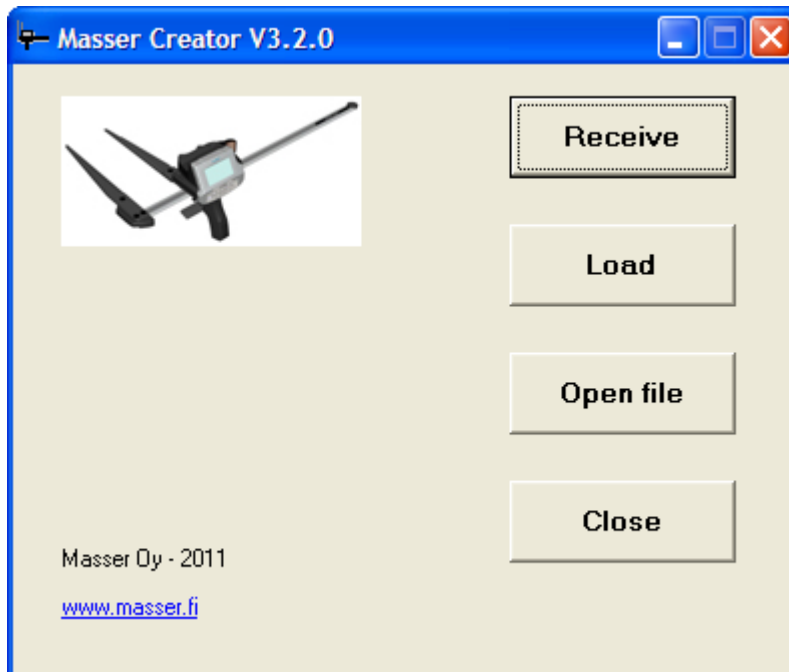 Masser Creator V3.2.0
Receive
Load
Open file
Close
Masser Oy - 2011
www.masser.fi